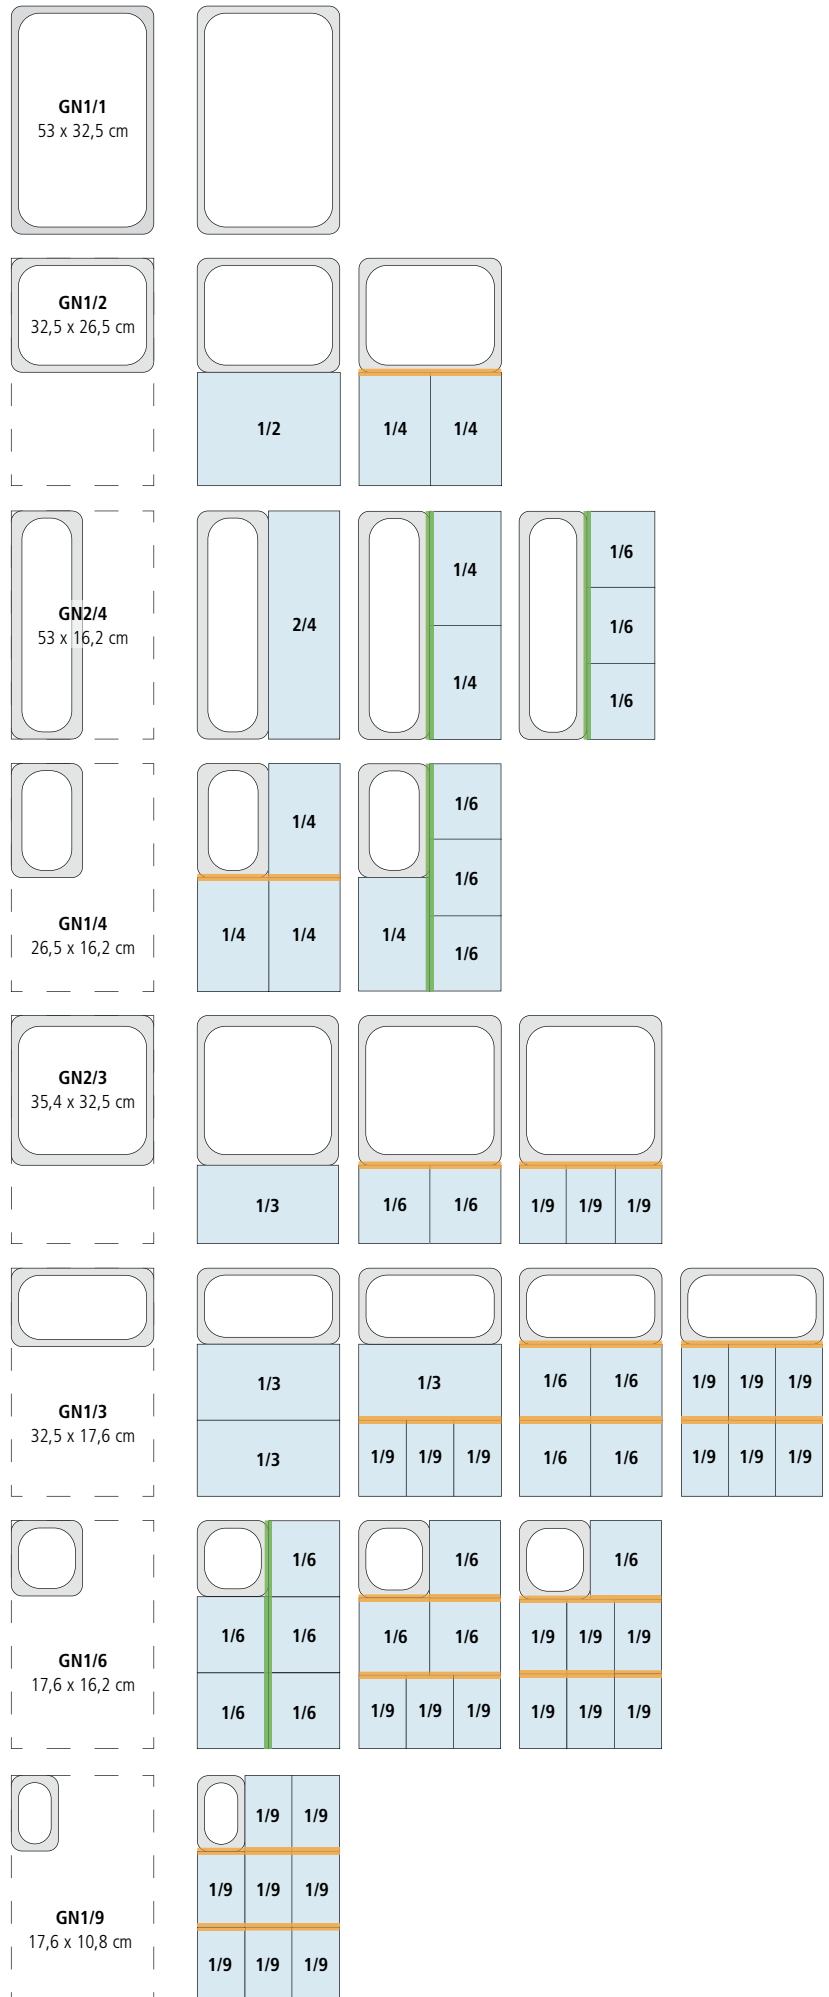 GN1/1
53 x 32,5 cm
GN1/2
32,5 x 26,5 cm
1/2
1/4 1/4
GN2/4
53 x 16,2 cm
2/4
1/4
1/4
1/6
1/6
1/6
GN1/4
26,5 x 16,2 cm
1/4
1/4 1/4
1/4
1/6
1/6
1/6
GN2/3
35,4 x 32,5 cm
1/3
1/6 1/6
1/9 1/9 1/9
GN1/3
32,5 x 17,6 cm
1/3
1/3
1/3
1/9 1/9 1/9
1/6 1/6
1/6 1/6
1/9 1/9 1/9
1/9 1/9 1/9
GN1/6
17,6 x 16,2 cm
1/6
1/6 1/6
1/6 1/6
1/6
1/6 1/6
1/9 1/9 1/9
1/6
1/9 1/9 1/9
1/9 1/9 1/9
GN1/9
17,6 x 10,8 cm
1/9 1/9
1/9 1/9 1/9
1/9 1/9 1/9